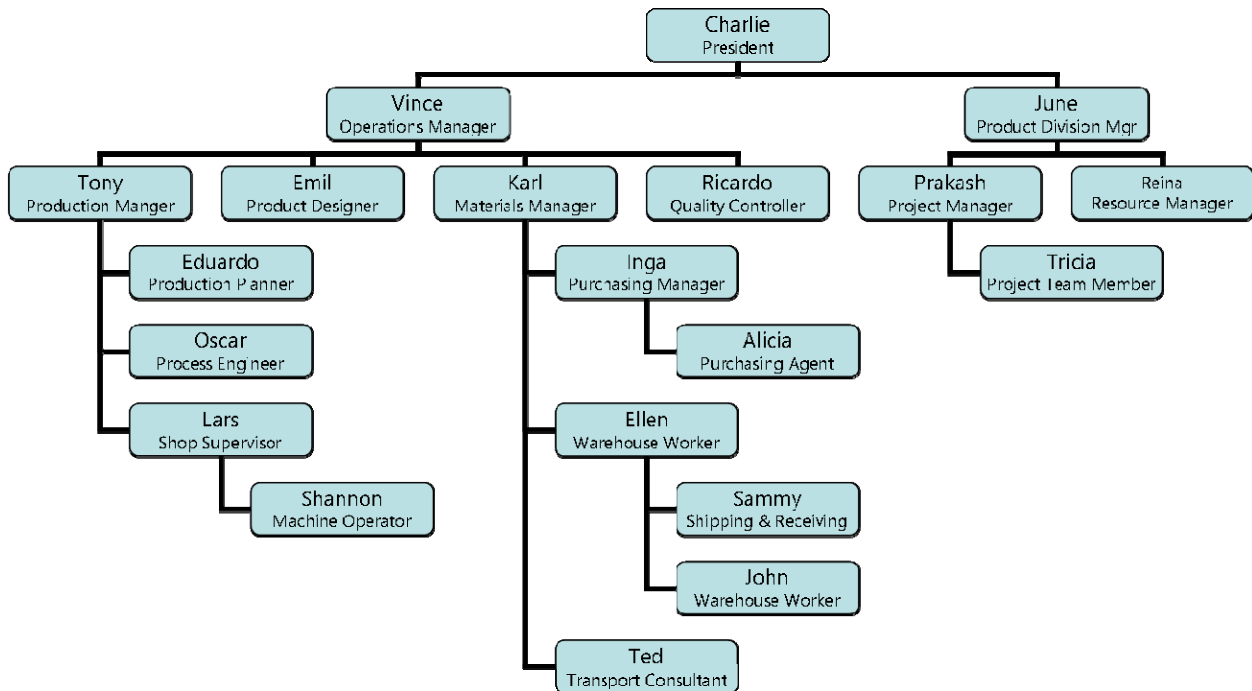 Charlie
President
Vince
Operations Manager
June
Product Division Mgr
Tony
Production Manger
Emil
Product Designer
Karl
Materials Manager
Ricardo
Quality Controller
Prakash
Project Manager
Reina
Resource Manager
Eduardo
Production Planner
Inga
Purchasing Manager
Tricia
Project Team Member
Oscar
Process Engineer
Alicia
Purchasing Agent
Lars
Shop Supervisor
Ellen
Warehouse Worker
Shannon
Machine Operator
Sammy
Shipping & Receiving
John
Warehouse Worker
Ted
Transport Consultant